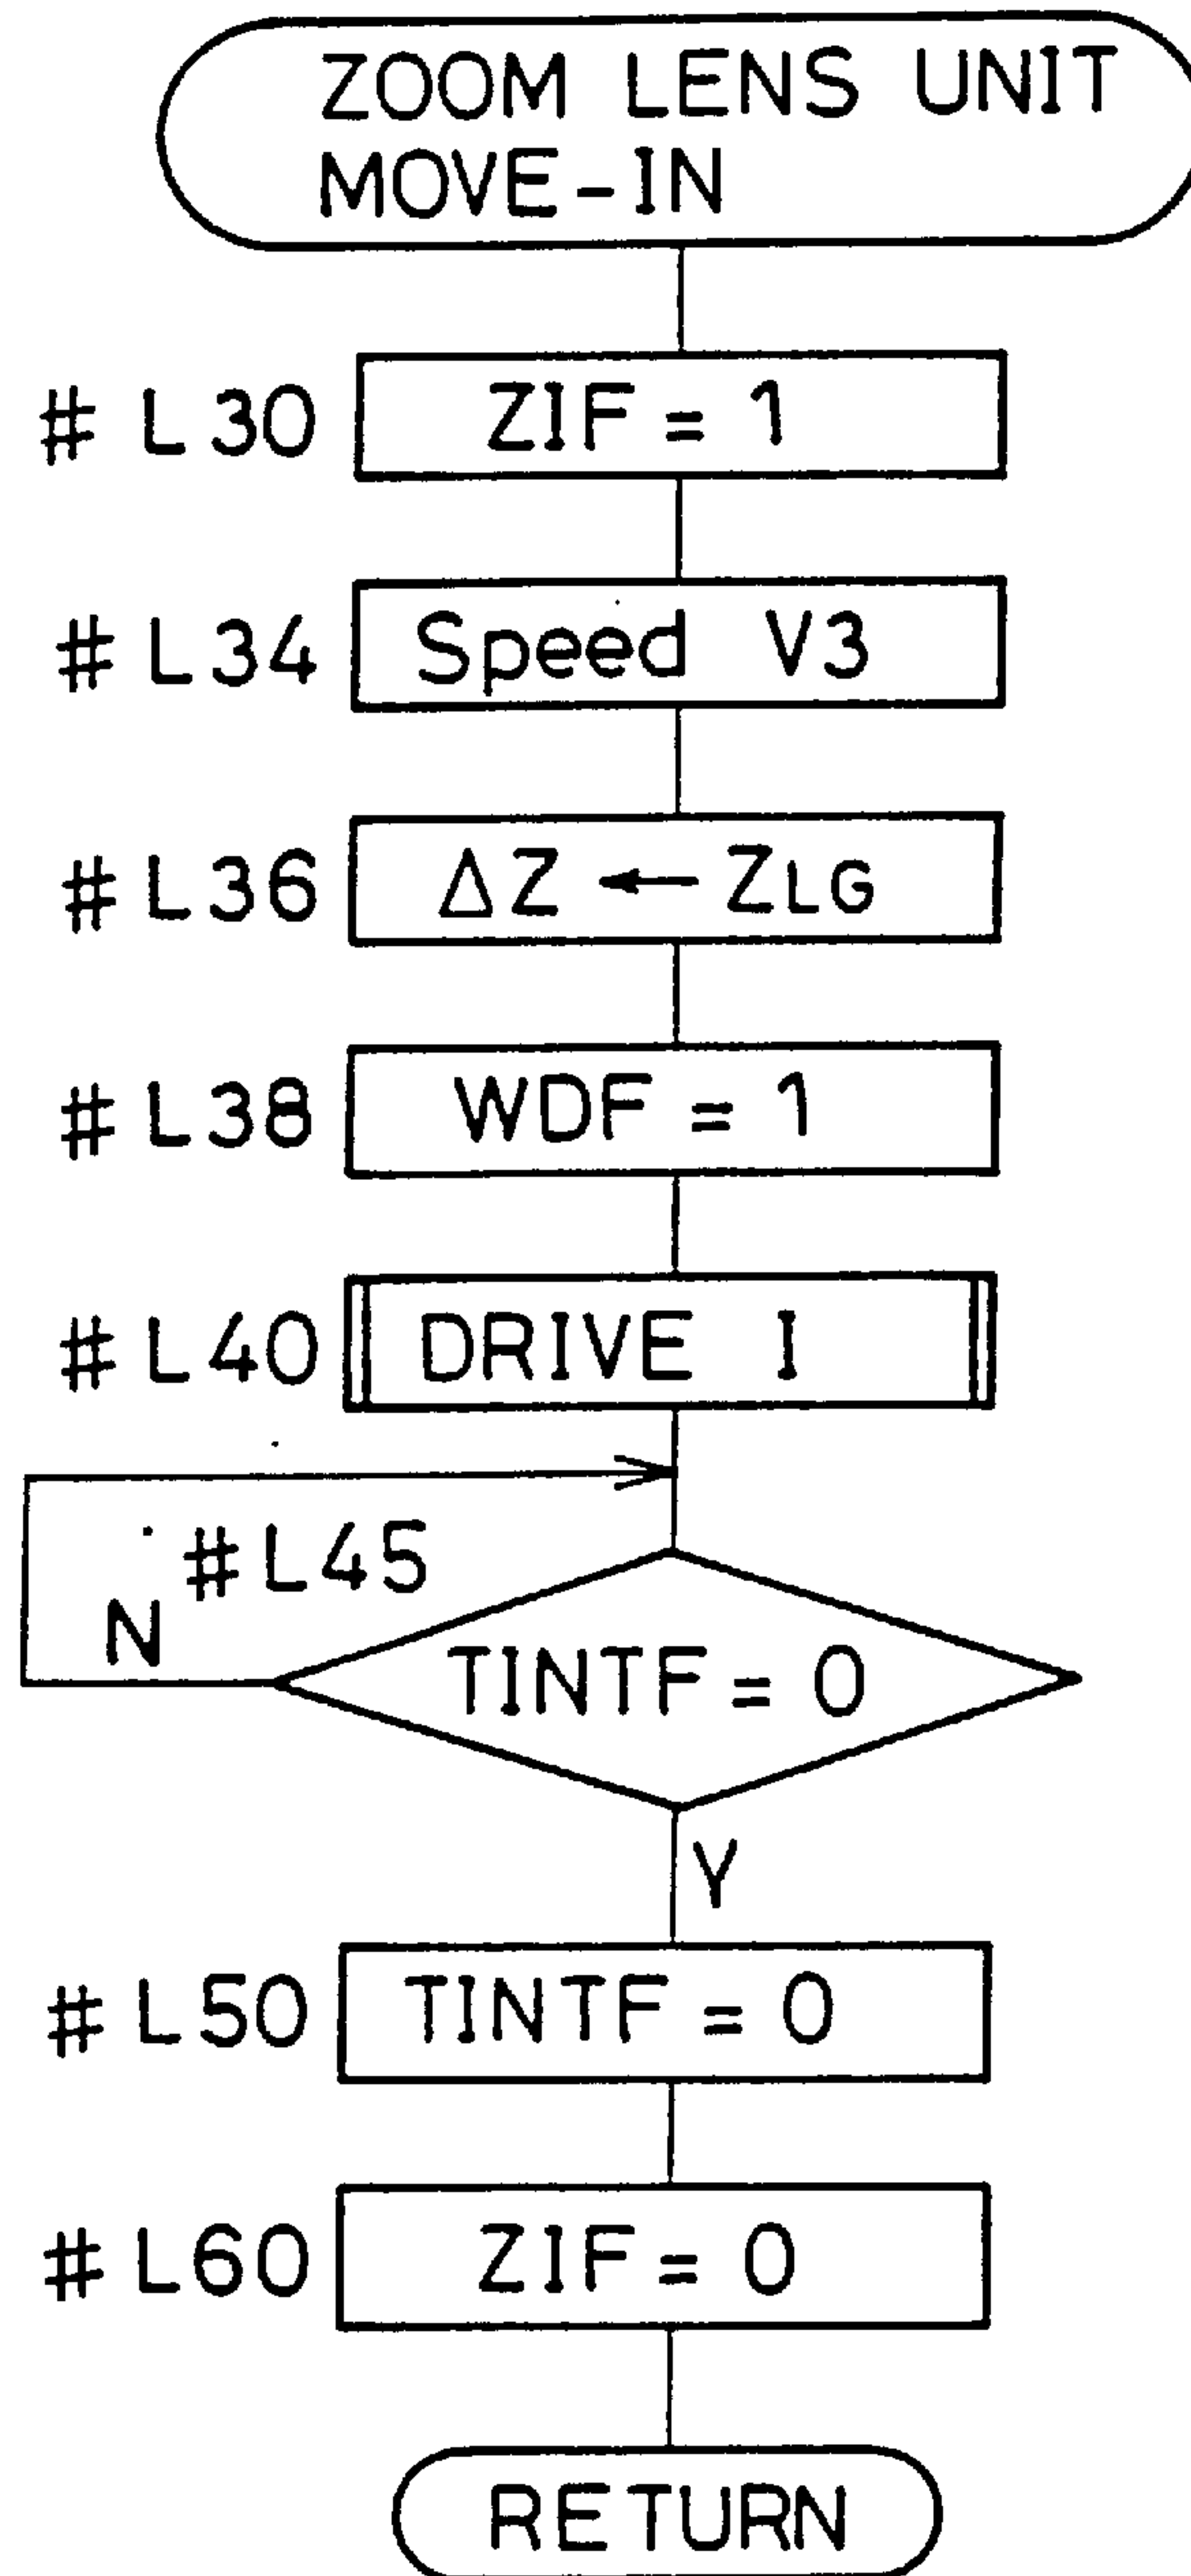 ZOOM LENS UNIT
MOVE-IN
# L30 ZIF = 1
# L34 Speed V3
# L36 ΔZ ← ZLG
# L38 WDF = 1
# L40 DRIVE I
#L45
N
TINTF = 0
Y
# L50 TINTF = 0
# L60 ZIF = 0
RETURN